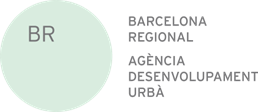 BR
BARCELONA
REGIONAL
AGÈNCIA
DESENVOLUPAMENT
URBÀ